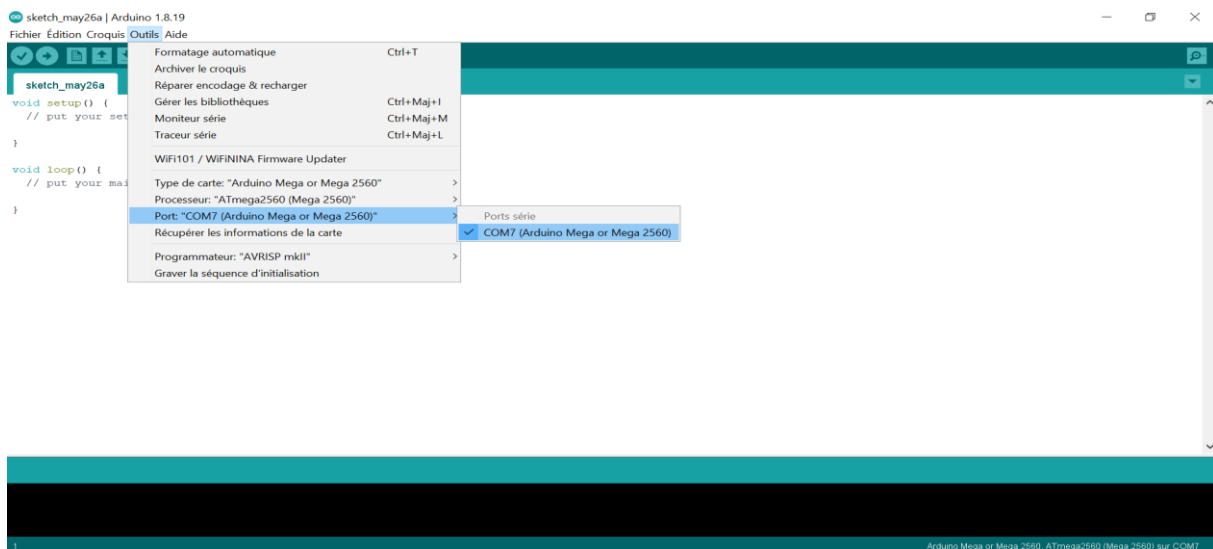 sketch_may26a | Arduino 1.8.19
Fichier Édition Croquis Outils Aide
sketch_may26a
void setup() {
// put your set
}
void loop() {
// put your mai
}
Formatage automatique Ctrl+T
Archiver le croquis
Réparer encodage & recharger
Gérer les bibliothèques Ctrl+Maj+I
Moniteur série Ctrl+Maj+M
Traceur série Ctrl+Maj+L
WiFi101 / WiFiNINA Firmware Updater
Type de carte: "Arduino Mega or Mega 2560"
Processeur: "ATmega2560 (Mega 2560)"
Port: "COM7 (Arduino Mega or Mega 2560)"
Récupérer les informations de la carte
Programmateur: "AVRISP mkII"
Graver la séquence d'initialisation
Ports série
COM7 (Arduino Mega or Mega 2560)
1 Arduino Mega or Mega 2560, ATmega2560 (Mega 2560) sur COM7